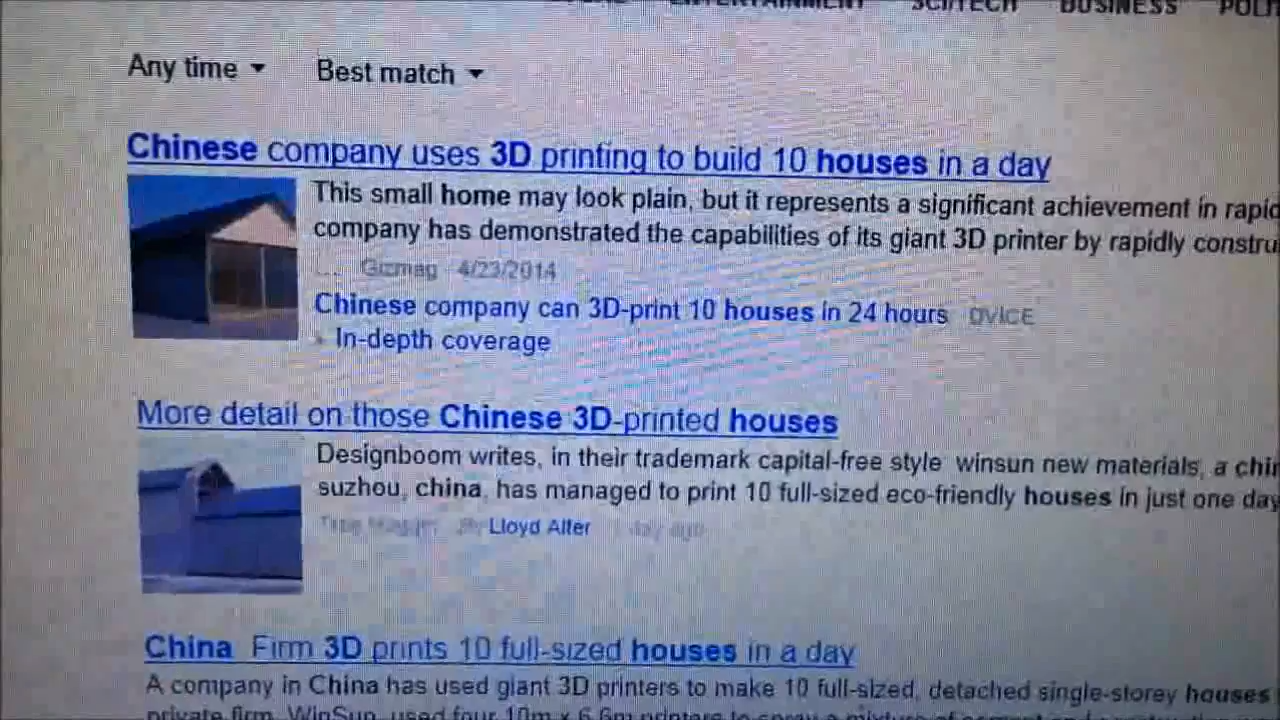 SCI/TECH BUSINESS
Any time Best match
Chinese company uses 3D printing to build 10 houses in a day
This small home may look plain, but it represents a significant achievement in rapid
company has demonstrated the capabilities of its giant 3D printer by rapidly constru
... Gizmag 4/23/2014
Chinese company can 3D-print 10 houses in 24 hours DVICE
In-depth coverage
More detail on those Chinese 3D-printed houses
Designboom writes, in their trademark capital-free style winsun new materials, a chin
suzhou, china, has managed to print 10 full-sized eco-friendly houses in just one day
By Lloyd Alter 1 day ago
China Firm 3D prints 10 full-sized houses in a day
A company in China has used giant 3D printers to make 10 full-sized, detached single-storey houses
private firm, WinSun, used four 10m x 6.6m printers to spray a mixture of cement and